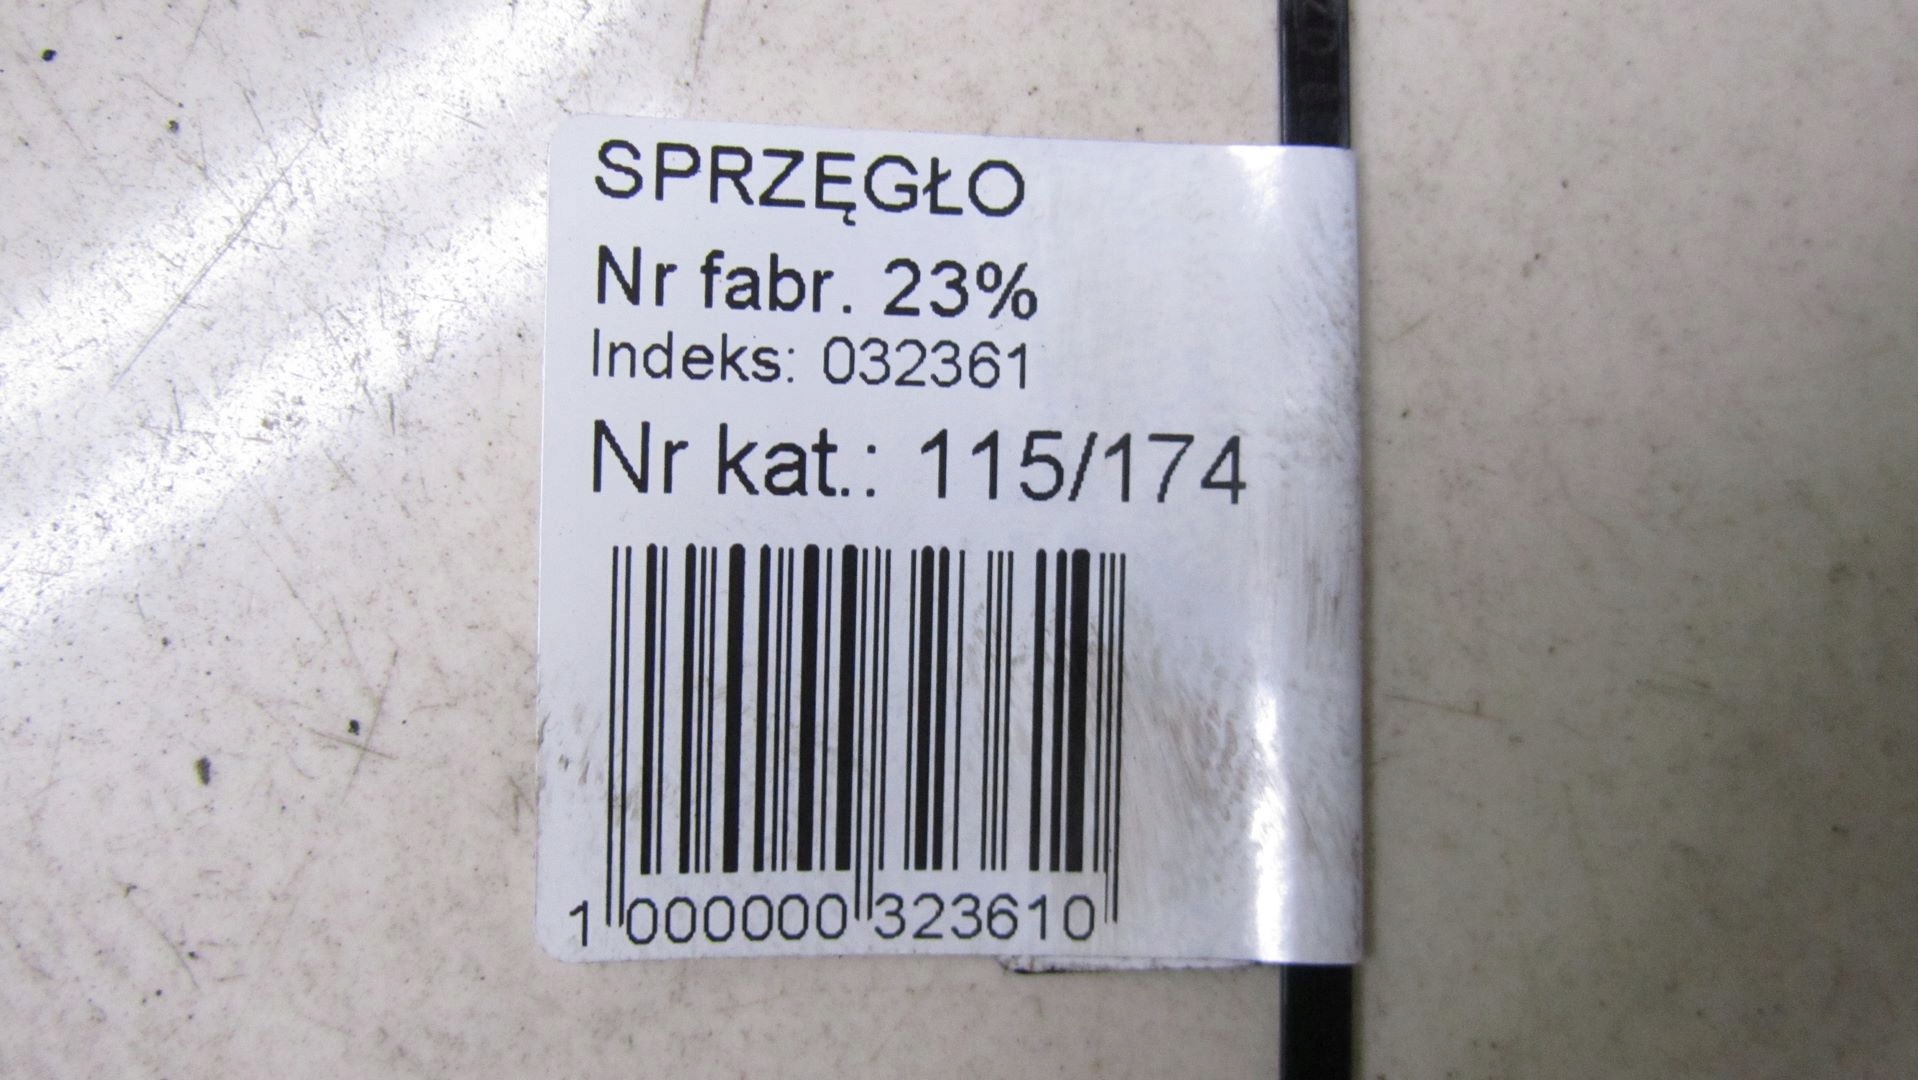 SPRZĘGŁO
Nr fabr. 23%
Indeks: 032361
Nr kat.: 115/174
1 000000 323610